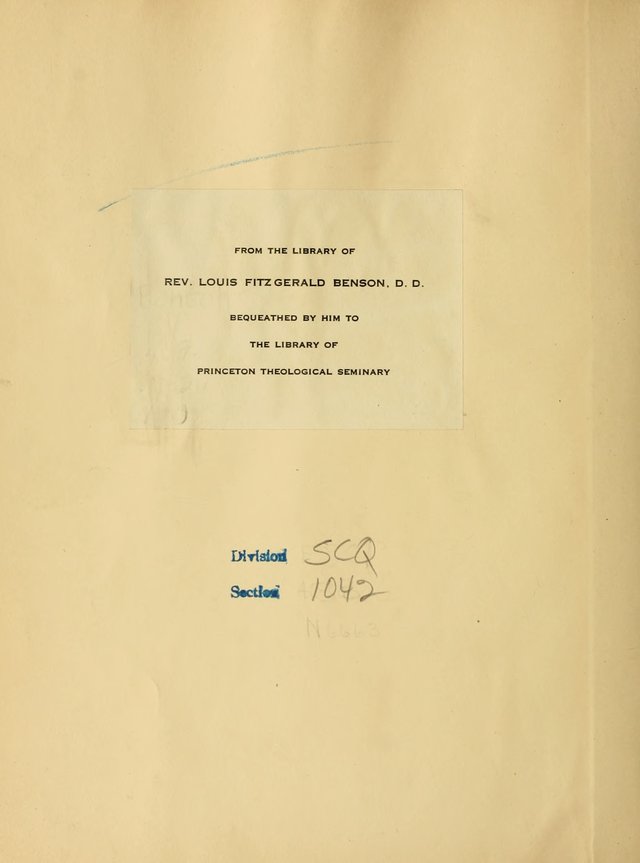 FROM THE LIBRARY OF
REV. LOUIS FITZGERALD BENSON, D. D.
BEQUEATHED BY HIM TO
THE LIBRARY OF
PRINCETON THEOLOGICAL SEMINARY
Division SCQ
Section 1042